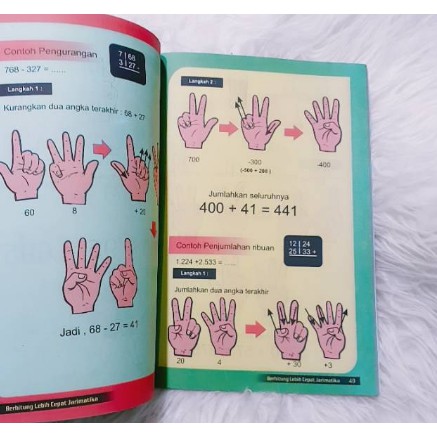 Contoh Pengurangan
7 | 68
3 | 27 -
768 - 327 = ......
Langkah 1 :
Kurangkan dua angka terakhir : 68 + 27
60
8
+ 20
Jadi , 68 - 27 = 41
Berhitung Lebih Cepat Jarimatika
Langkah 2 :
700
-300
(-500 + 200 )
-400
Jumlahkan seluruhnya
400 + 41 = 441
Contoh Penjumlahan ribuan
12 | 24
25 | 33 +
1.224 +2.533 = ......
Langkah 1 :
Jumlahkan dua angka terakhir
20
4
+ 30
+3
Berhitung Lebih Cepat Jarimatika 49